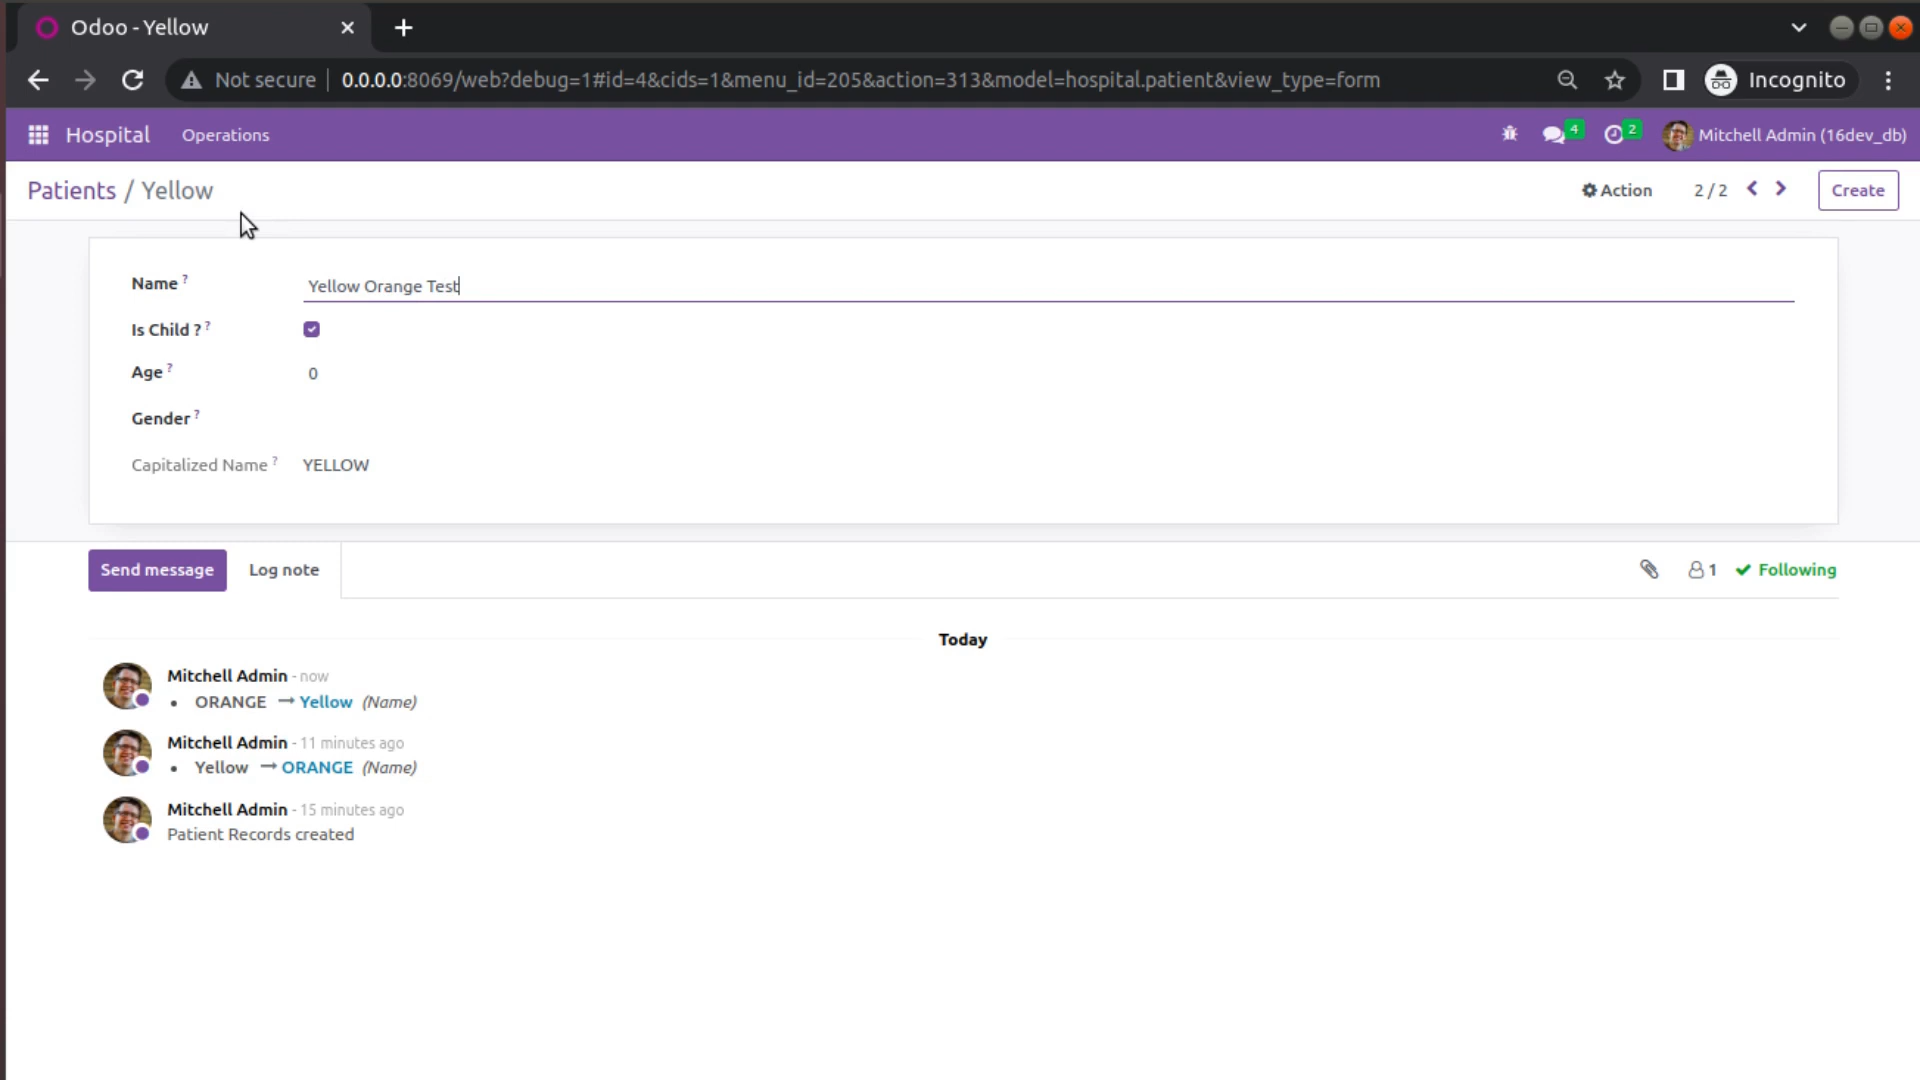 Odoo - Yellow
Not secure 0.0.0.0:8069/web?debug=1#id=4&cids=1&menu_id=205&action=313&model=hospital.patient&view_type=form Incognito
Hospital Operations 4 2 Mitchell Admin (16dev_db)
Patients / Yellow Action 2 / 2 Create
Name ? Yellow Orange Test
Is Child ? ?
Age ? 0
Gender ?
Capitalized Name ? YELLOW
Send message Log note 1 Following
Today
Mitchell Admin - now
• ORANGE → Yellow (Name)
Mitchell Admin - 11 minutes ago
• Yellow → ORANGE (Name)
Mitchell Admin - 15 minutes ago
Patient Records created